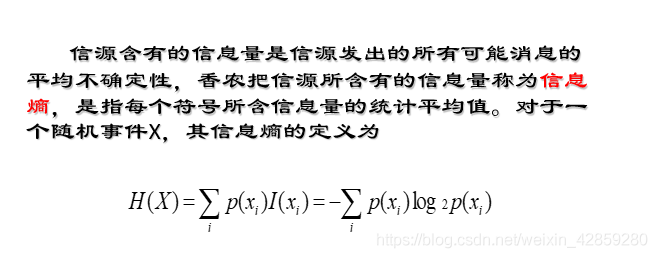 信源含有的信息量是信源发出的所有可能消息的
平均不确定性，香农把信源所含有的信息量称为信息
熵，是指每个符号所含信息量的统计平均值。对于一
个随机事件X，其信息熵的定义为
H(X)=∑p(xᵢ)I(xᵢ)=-∑p(xᵢ)log ₂p(xᵢ)
i i
https://blog.csdn.net/weixin_42859280